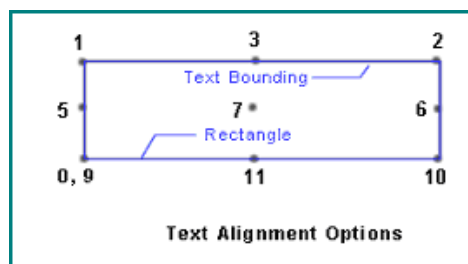 1 3 2
Text Bounding
5 7 6
Rectangle
0, 9 11 10
Text Alignment Options